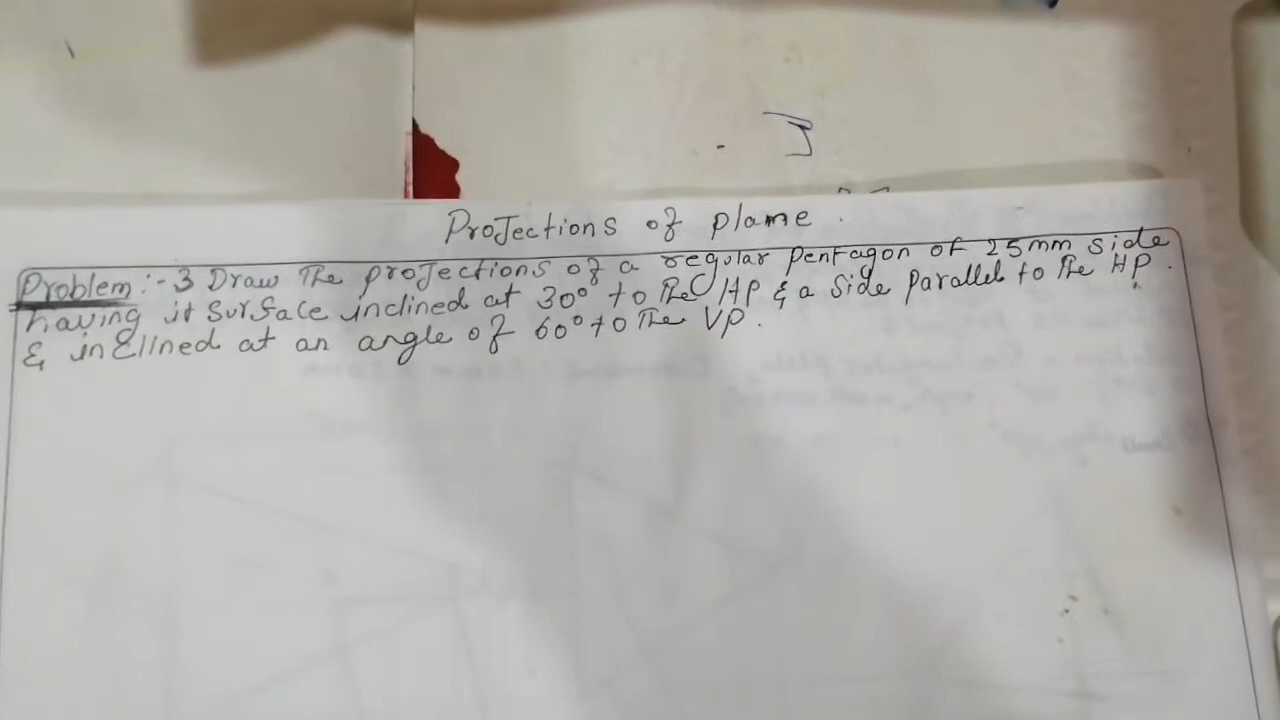 ProJections of plame.
Problem:-3 Draw The proJections of a regular pentagon of 25mm side
having it Surface inclined at 30° to The HP & a side Parallel to The HP.
& inclined at an angle of 60° to The VP.